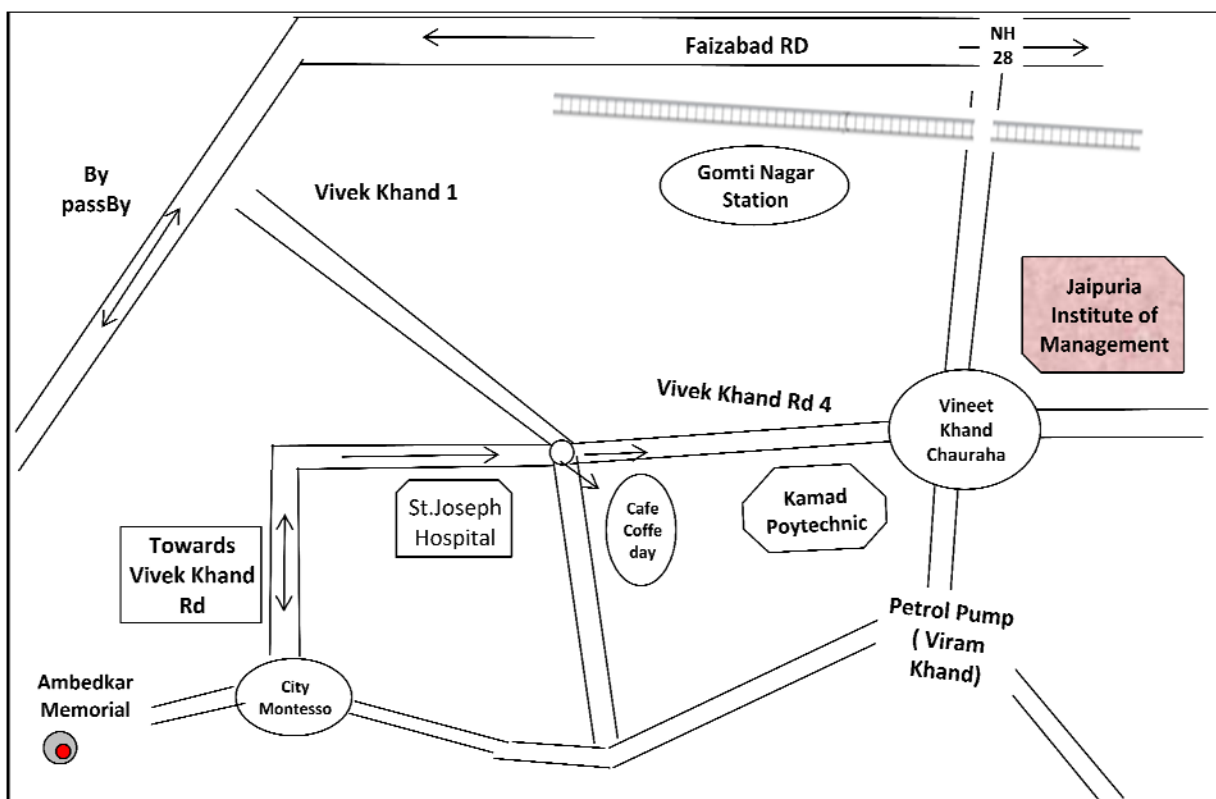 Faizabad RD
NH
28
By
passBy
Vivek Khand 1
Gomti Nagar
Station
Jaipuria
Institute of
Management
Vivek Khand Rd 4
Vineet
Khand
Chauraha
St.Joseph
Hospital
Cafe
Coffe
day
Kamad
Poytechnic
Towards
Vivek Khand
Rd
Petrol Pump
( Viram
Khand)
Ambedkar
Memorial
City
Montesso